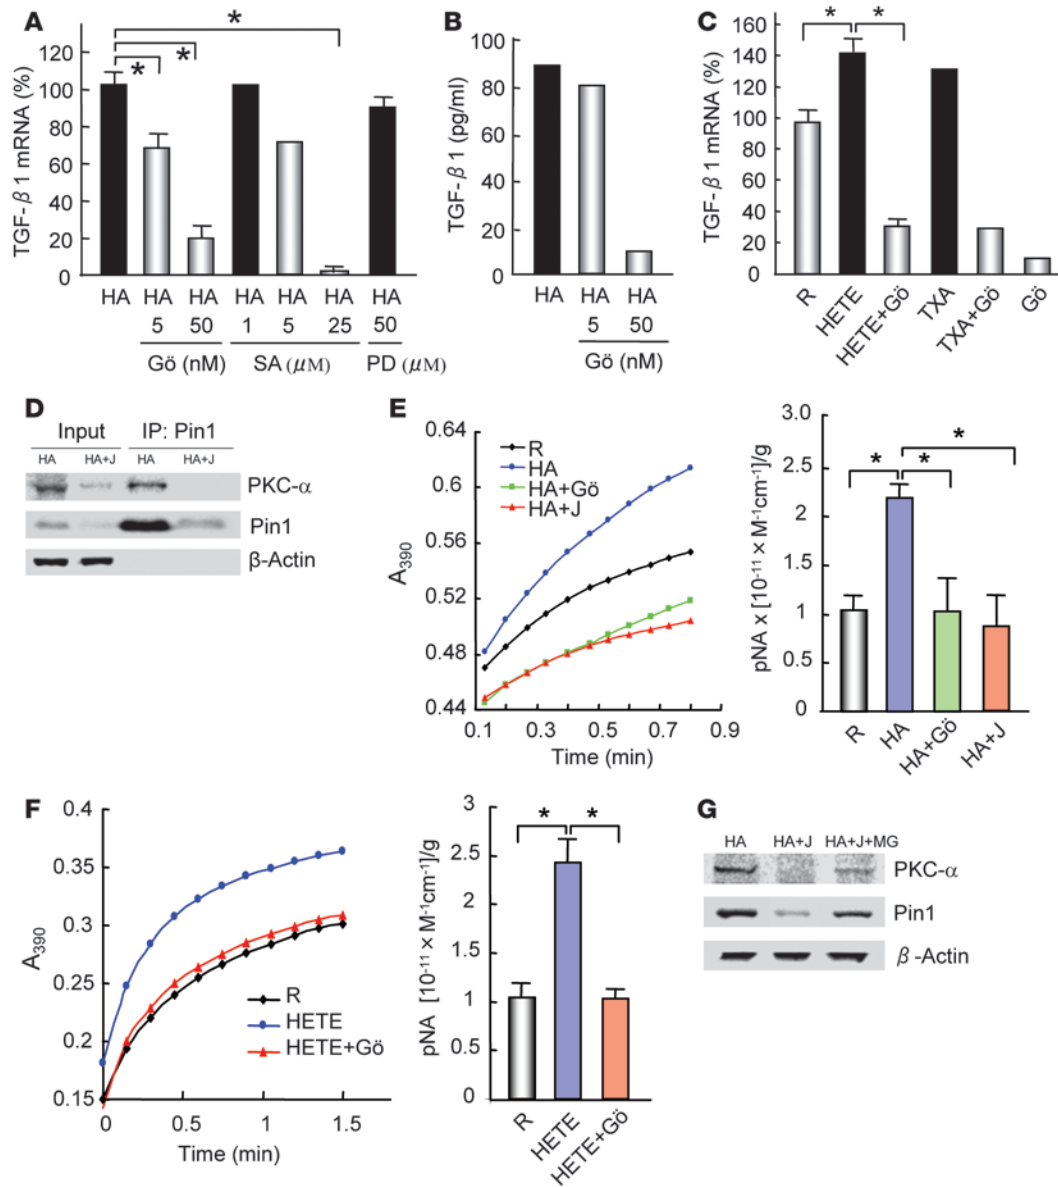 A
TGF-β1 mRNA (%)
120
100
80
60
40
20
0
* * *
HA HA HA HA HA HA HA
5 50 1 5 25 50
Gö (nM) SA (μM) PD (μM)
B
TGF-β1 (pg/ml)
100
80
60
40
20
0
HA HA HA
5 50
Gö (nM)
C
TGF-β1 mRNA (%)
160
140
120
100
80
60
40
20
0
* *
R HETE HETE+Gö TXA TXA+Gö Gö
D
Input IP: Pin1
HA HA+J HA HA+J
PKC-α
Pin1
β-Actin
E
A390
0.64
0.6
0.56
0.52
0.48
0.44
R
HA
HA+Gö
HA+J
0.1 0.3 0.5 0.7 0.9
Time (min)
pNA x [10⁻¹¹ × M⁻¹cm⁻¹]/g
3.0
2.5
2
1.5
1
0.5
0
* * *
R HA HA+Gö HA+J
F
A390
0.4
0.35
0.3
0.25
0.2
0.15
R
HETE
HETE+Gö
0 0.5 1 1.5
Time (min)
pNA [10⁻¹¹ × M⁻¹cm⁻¹]/g
3
2.5
2
1.5
1
0.5
0
* *
R HETE HETE+Gö
G
HA HA+J HA+J+MG
PKC-α
Pin1
β-Actin